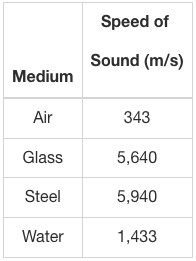 Medium Speed of Sound (m/s)
Air 343
Glass 5,640
Steel 5,940
Water 1,433